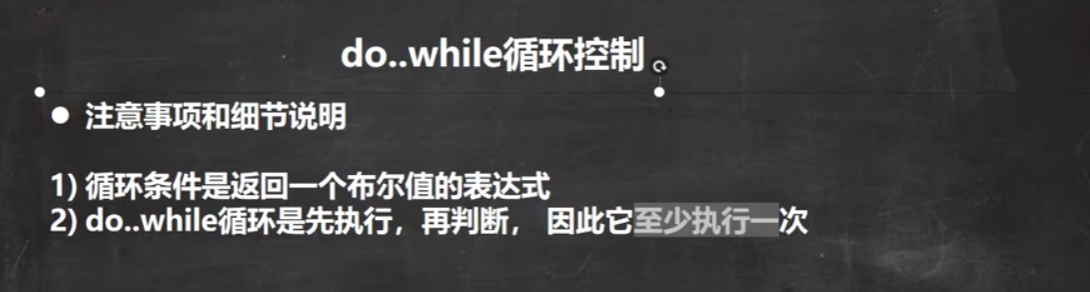 do..while循环控制
● 注意事项和细节说明
1) 循环条件是返回一个布尔值的表达式
2) do..while循环是先执行，再判断， 因此它至少执行一次